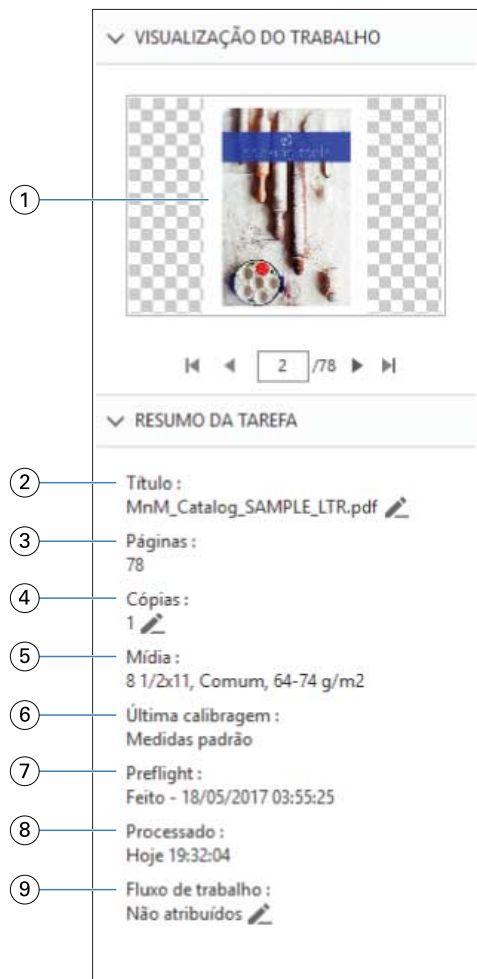 VISUALIZAÇÃO DO TRABALHO
1
2 /78
RESUMO DA TAREFA
2
Título :
MnM_Catalog_SAMPLE_LTR.pdf
3
Páginas :
78
4
Cópias :
1
5
Mídia :
8 1/2x11, Comum, 64-74 g/m2
6
Última calibragem :
Medidas padrão
7
Preflight :
Feito - 18/05/2017 03:55:25
8
Processado :
Hoje 19:32:04
9
Fluxo de trabalho :
Não atribuídos